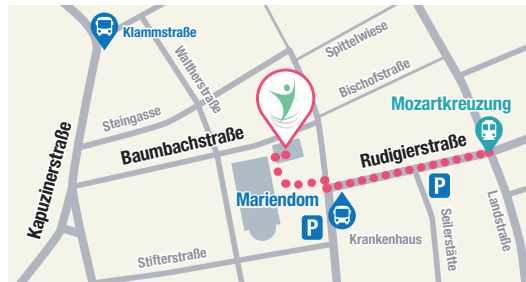 Klammstraße
Spittelwiese
Waltherstraße
Bischofstraße
Mozartkreuzung
Steingasse
Baumbachstraße
Rudigierstraße
Kapuzinerstraße
Mariendom
P
P
Landstraße
Seilerstätte
Krankenhaus
Stifterstraße